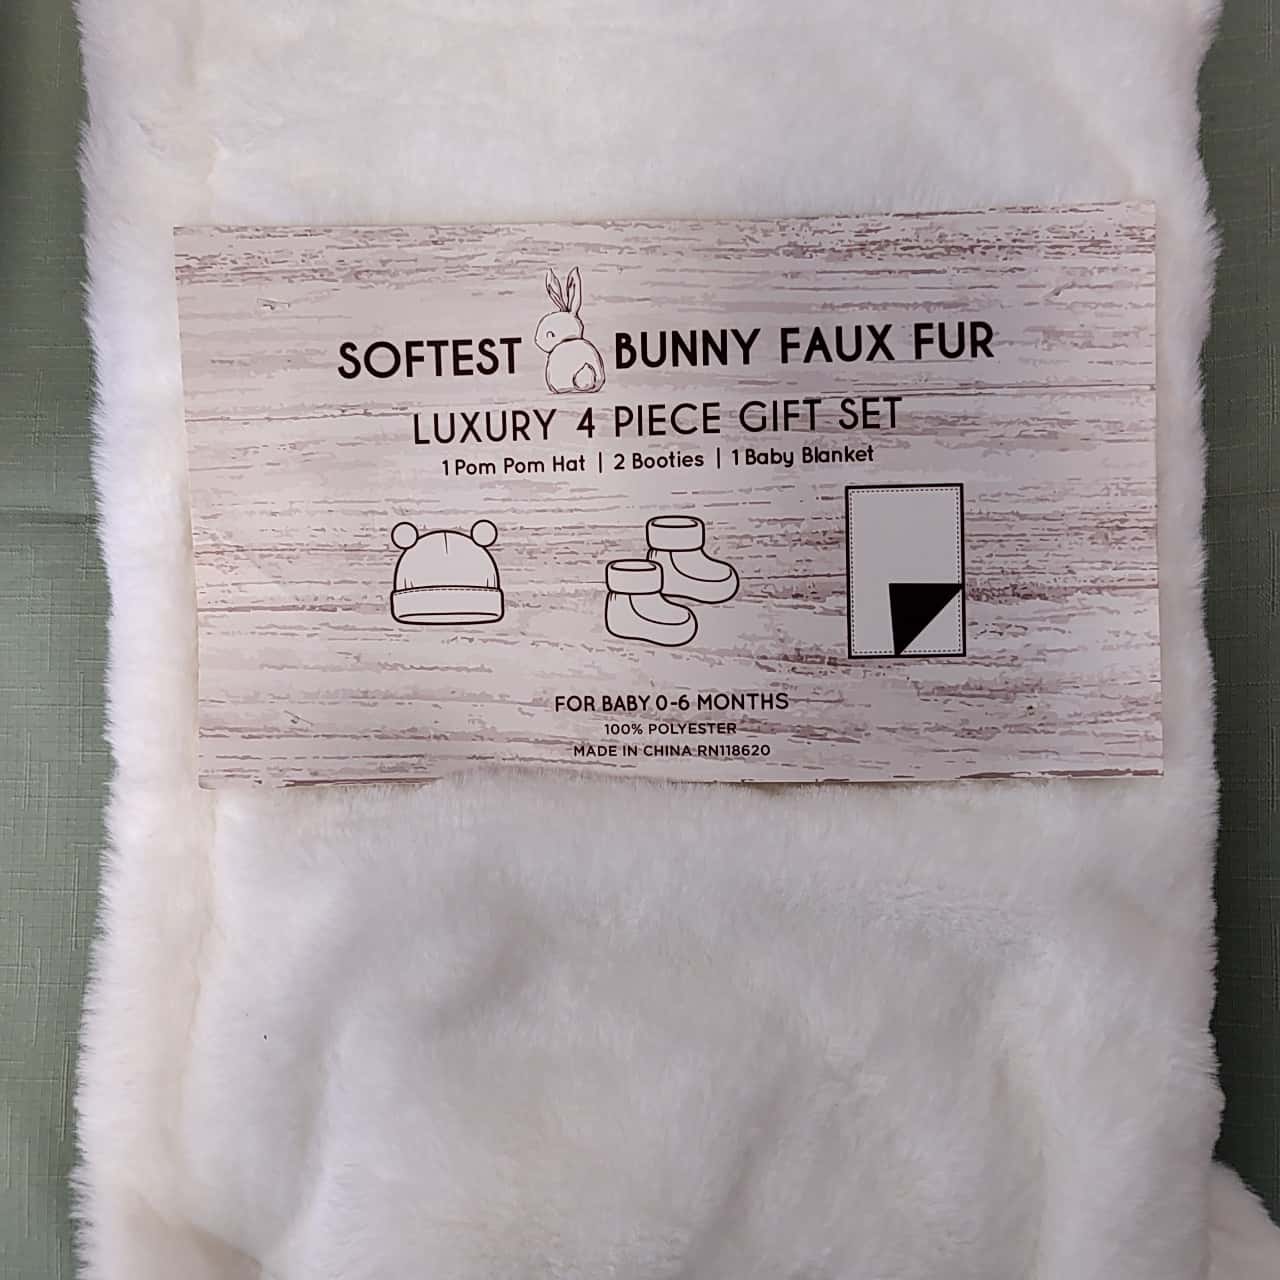 SOFTEST BUNNY FAUX FUR
LUXURY 4 PIECE GIFT SET
1 Pom Pom Hat | 2 Booties | 1 Baby Blanket
FOR BABY 0-6 MONTHS
100% POLYESTER
MADE IN CHINA RN118620